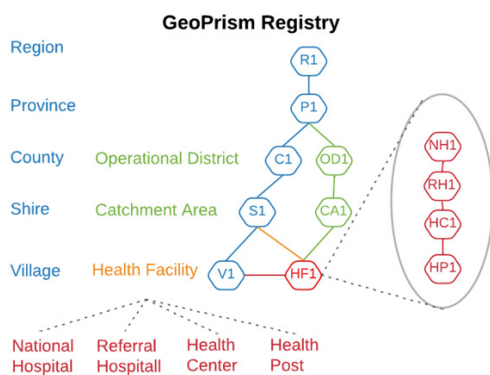 GeoPrism Registry
Region
R1
Province
P1
County
Operational District
C1
OD1
Shire
Catchment Area
S1
CA1
Village
Health Facility
V1
HF1
NH1
RH1
HC1
HP1
National
Hospital
Referral
Hospitall
Health
Center
Health
Post